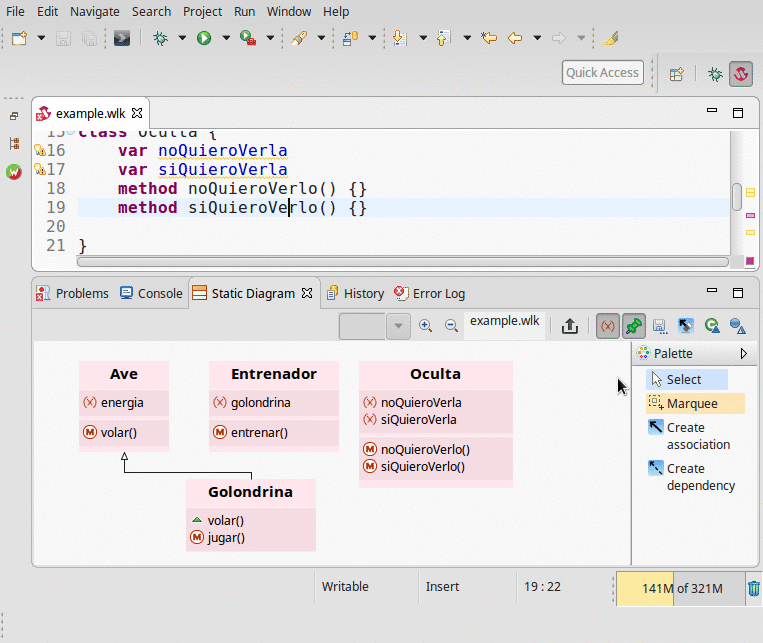 File Edit Navigate Search Project Run Window Help
Quick Access
example.wlk
15 class Oculta {
16 var noQuieroVerla
17 var siQuieroVerla
18 method noQuieroVerlo() {}
19 method siQuieroVerlo() {}
20
21 }
Problems Console Static Diagram History Error Log
example.wlk
Palette
Select
Marquee
Create association
Create dependency
Ave
(x) energia
M volar()
Entrenador
(x) golondrina
M entrenar()
Oculta
(x) noQuieroVerla
(x) siQuieroVerla
M noQuieroVerlo()
M siQuieroVerlo()
Golondrina
volar()
M jugar()
Writable Insert 19 : 22 141M of 321M